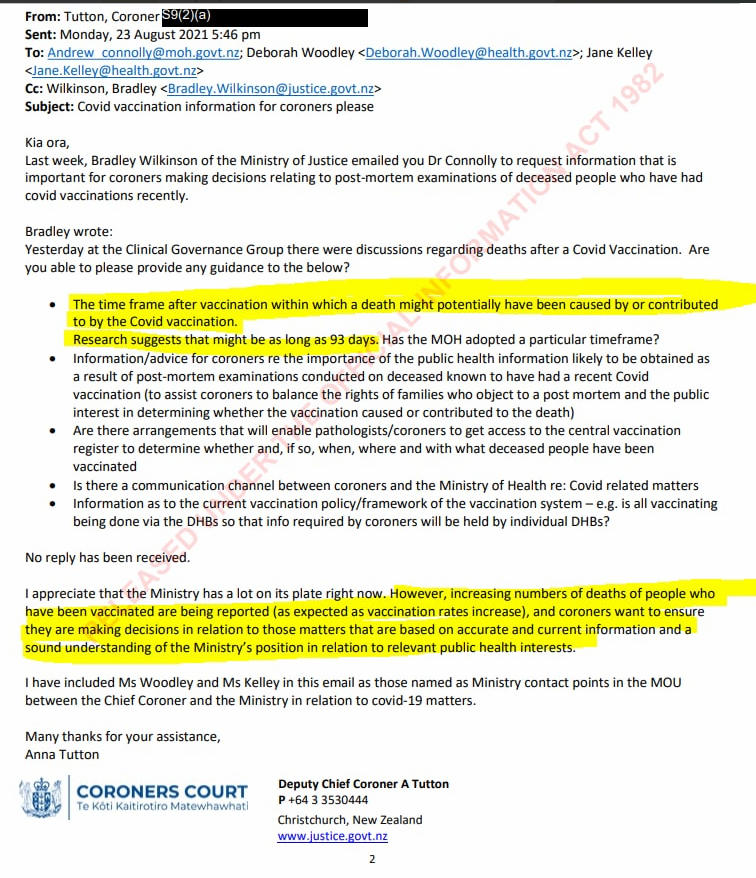 From: Tutton, Coroner S9(2)(a)
Sent: Monday, 23 August 2021 5:46 pm
To: Andrew_connolly@moh.govt.nz; Deborah Woodley <Deborah.Woodley@health.govt.nz>; Jane Kelley
<Jane.Kelley@health.govt.nz>
Cc: Wilkinson, Bradley <Bradley.Wilkinson@justice.govt.nz>
Subject: Covid vaccination information for coroners please
Kia ora,
Last week, Bradley Wilkinson of the Ministry of Justice emailed you Dr Connolly to request information that is
important for coroners making decisions relating to post-mortem examinations of deceased people who have had
covid vaccinations recently.
Bradley wrote:
Yesterday at the Clinical Governance Group there were discussions regarding deaths after a Covid Vaccination. Are
you able to please provide any guidance to the below?
• The time frame after vaccination within which a death might potentially have been caused by or contributed
to by the Covid vaccination.
Research suggests that might be as long as 93 days. Has the MOH adopted a particular timeframe?
• Information/advice for coroners re the importance of the public health information likely to be obtained as
a result of post-mortem examinations conducted on deceased known to have had a recent Covid
vaccination (to assist coroners to balance the rights of families who object to a post mortem and the public
interest in determining whether the vaccination caused or contributed to the death)
• Are there arrangements that will enable pathologists/coroners to get access to the central vaccination
register to determine whether and, if so, when, where and with what deceased people have been
vaccinated
• Is there a communication channel between coroners and the Ministry of Health re: Covid related matters
• Information as to the current vaccination policy/framework of the vaccination system – e.g. is all vaccinating
being done via the DHBs so that info required by coroners will be held by individual DHBs?
No reply has been received.
I appreciate that the Ministry has a lot on its plate right now. However, increasing numbers of deaths of people who
have been vaccinated are being reported (as expected as vaccination rates increase), and coroners want to ensure
they are making decisions in relation to those matters that are based on accurate and current information and a
sound understanding of the Ministry's position in relation to relevant public health interests.
I have included Ms Woodley and Ms Kelley in this email as those named as Ministry contact points in the MOU
between the Chief Coroner and the Ministry in relation to covid-19 matters.
Many thanks for your assistance,
Anna Tutton
CORONERS COURT
Te Kōti Kaitirotiro Matewhawhati
Deputy Chief Coroner A Tutton
P +64 3 3530444
Christchurch, New Zealand
www.justice.govt.nz
2
RELEASED UNDER THE OFFICIAL INFORMATION ACT 1982